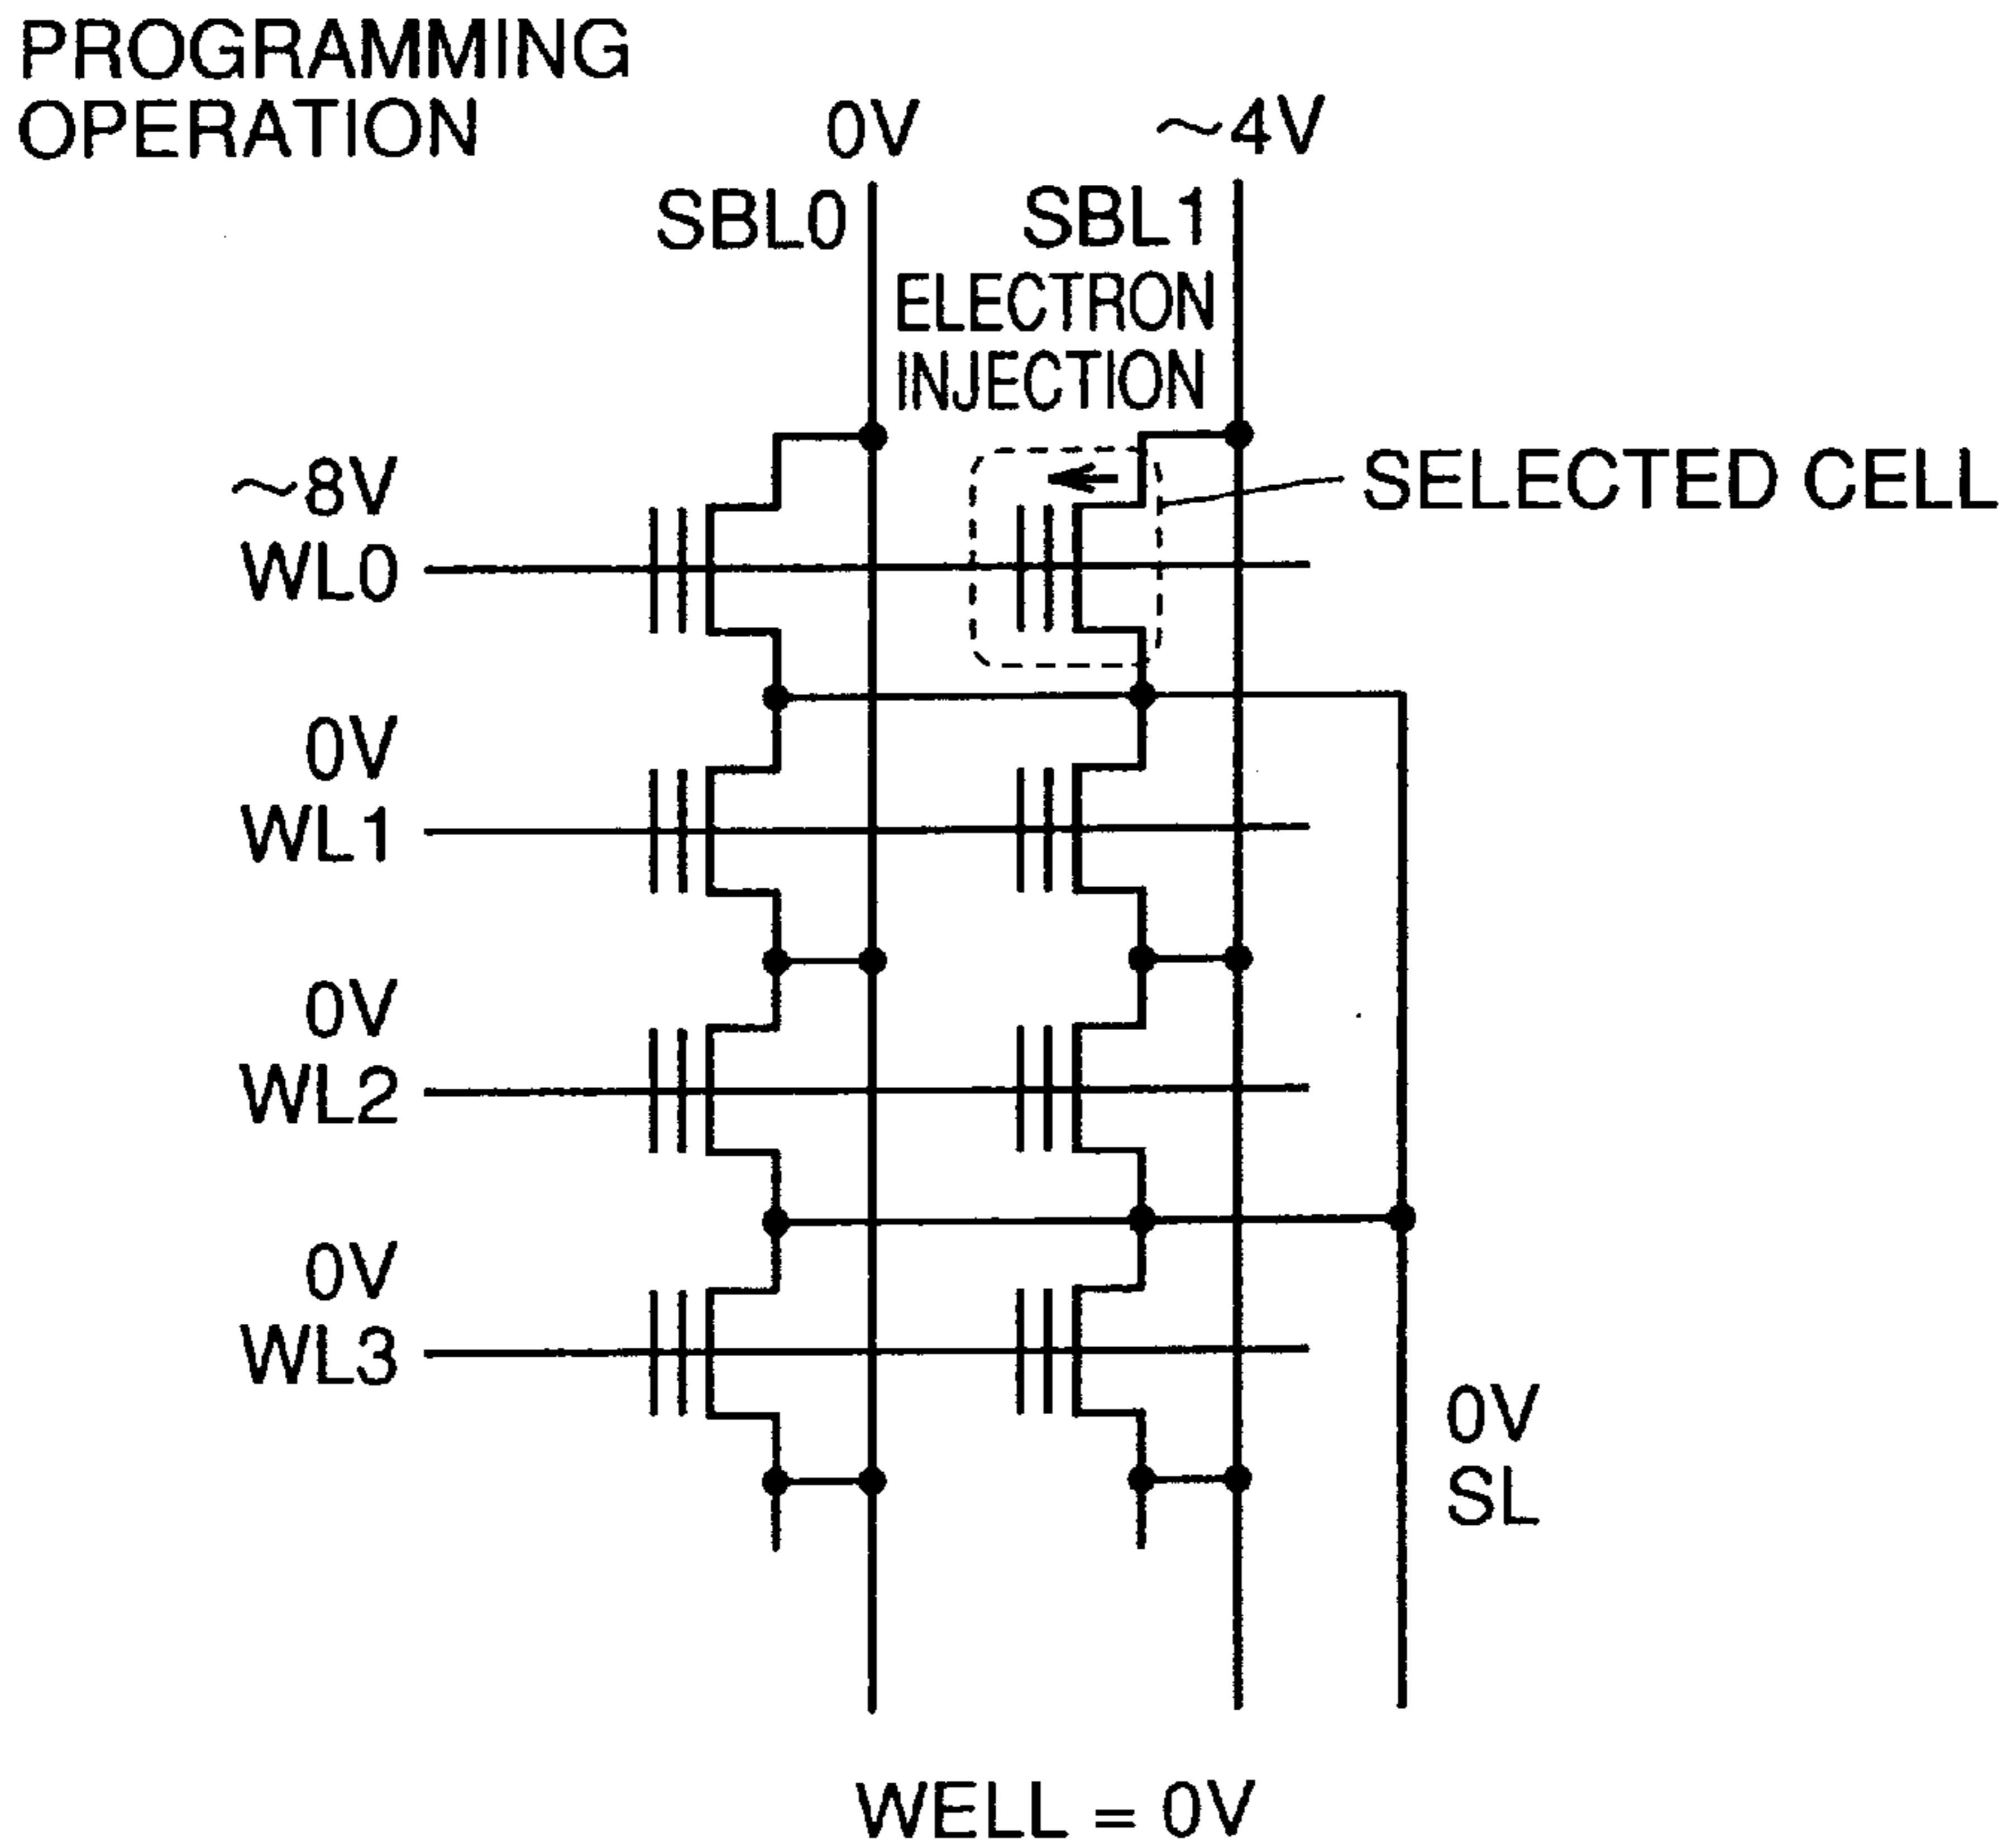 PROGRAMMING
OPERATION
0V
~4V
SBL0
SBL1
ELECTRON
INJECTION
~8V
WL0
SELECTED CELL
0V
WL1
0V
WL2
0V
WL3
0V
SL
WELL = 0V